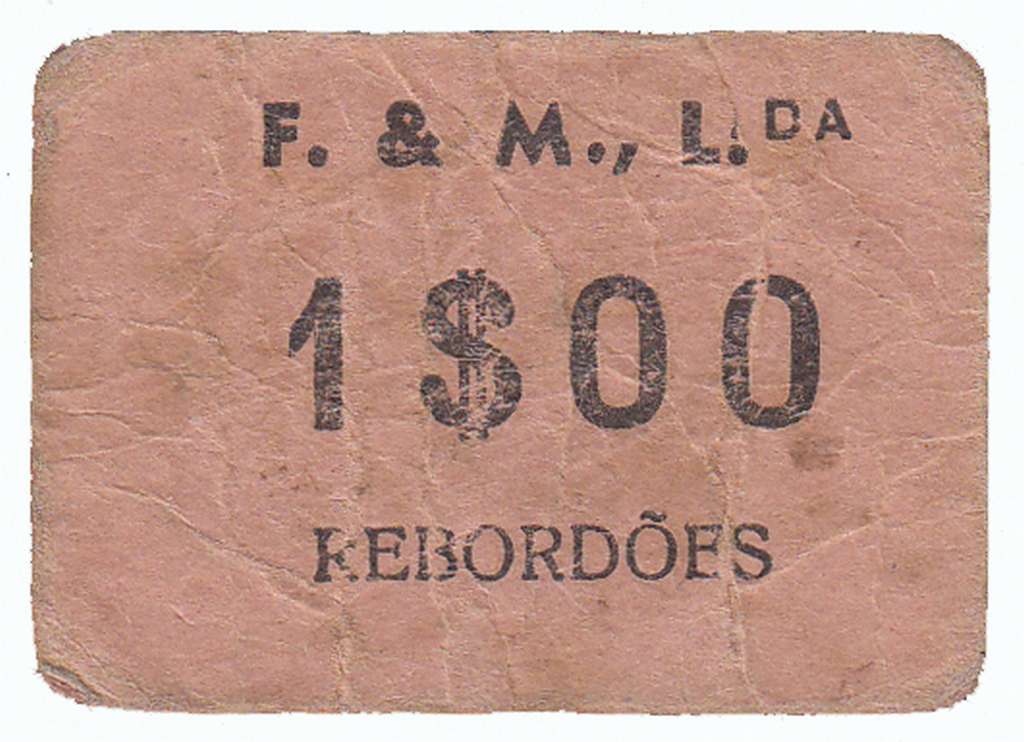 F. & M., L.DA
1$00
REBORDÕES